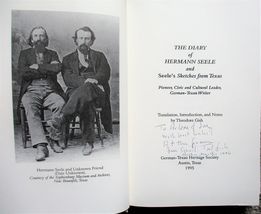 Hermann Seele and Unknown Friend
Date Unknown.
Courtesy of the Sophienburg Museum and Archives,
New Braunfels, Texas
THE DIARY
OF
HERMANN SEELE
and
Seele's Sketches from Texas
Pioneer, Civic and Cultural Leader,
German-Texan Writer
Translation, Introduction, and Notes
by Theodore Gish
German-Texan Heritage Society
Austin, Texas
1995